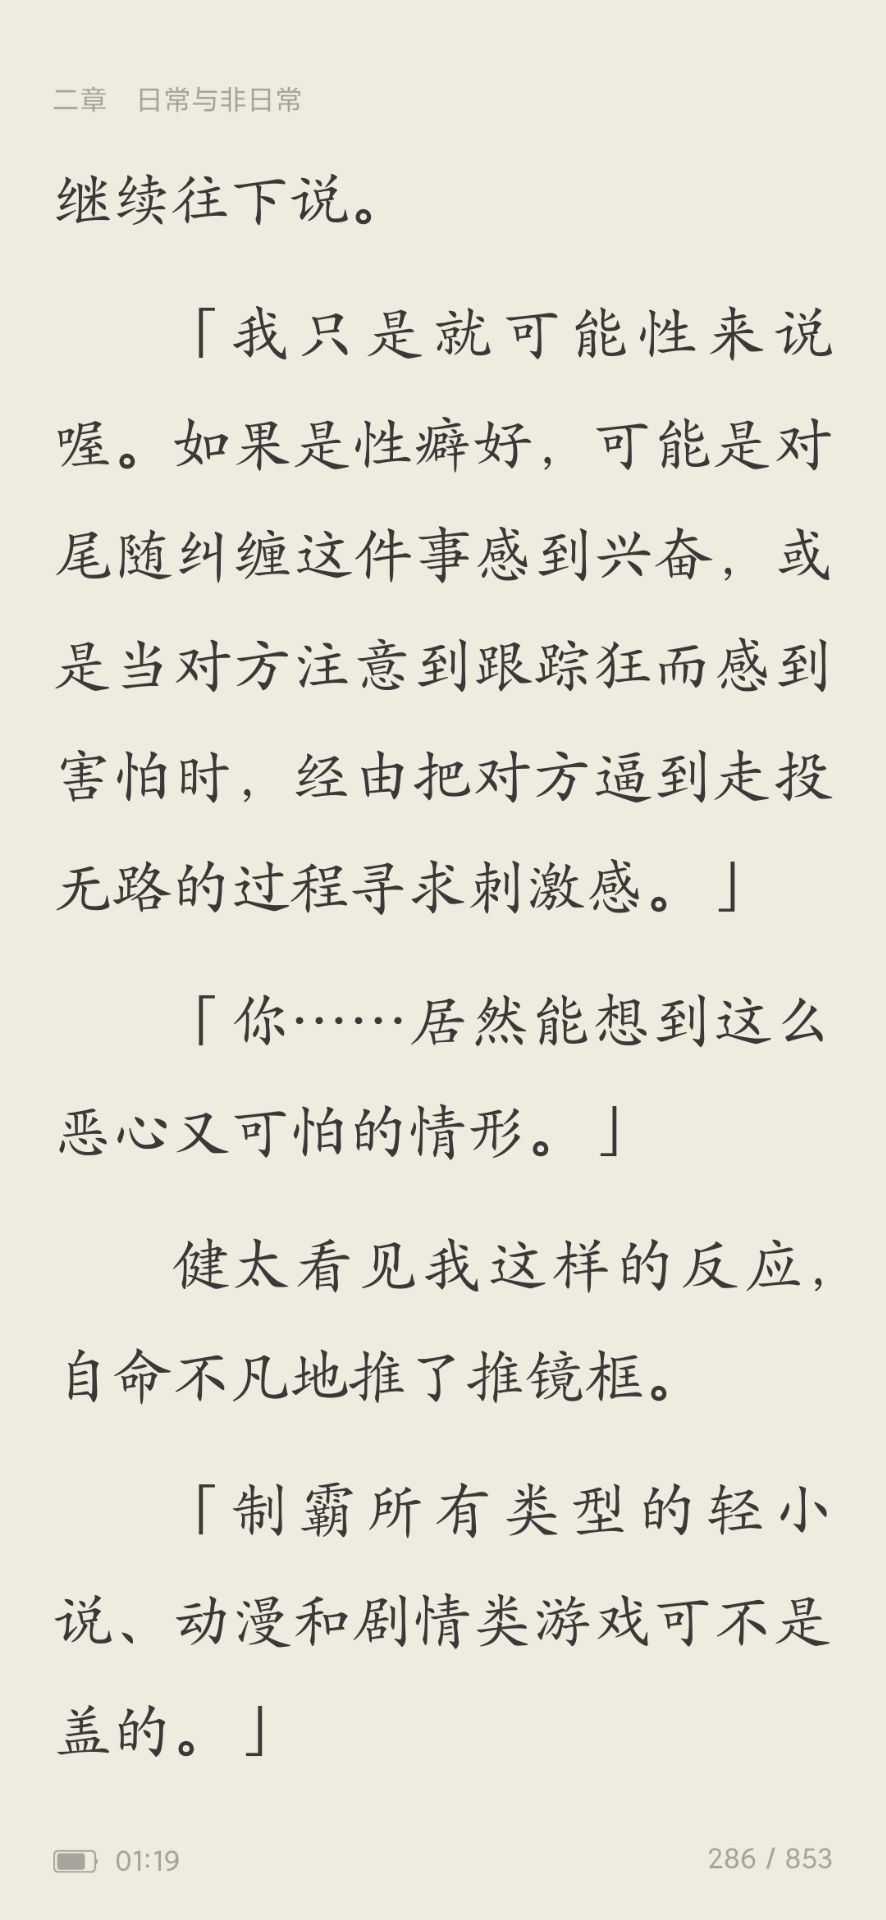 二章　日常与非日常
继续往下说。
「我只是就可能性来说
喔。如果是性癖好，可能是对
尾随纠缠这件事感到兴奋，或
是当对方注意到跟踪狂而感到
害怕时，经由把对方逼到走投
无路的过程寻求刺激感。」
「你……居然能想到这么
恶心又可怕的情形。」
健太看见我这样的反应，
自命不凡地推了推镜框。
「制霸所有类型的轻小
说、动漫和剧情类游戏可不是
盖的。」
01:19
286 / 853